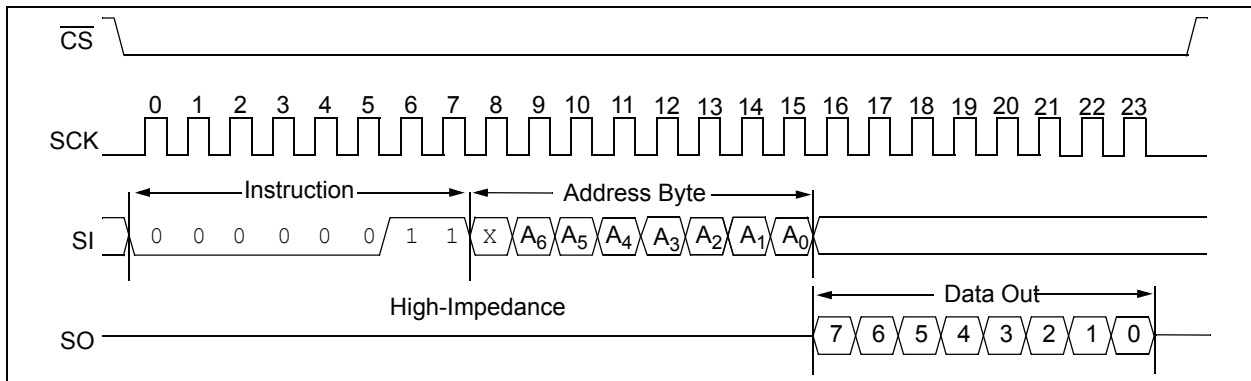 CS
0 1 2 3 4 5 6 7 8 9 10 11 12 13 14 15 16 17 18 19 20 21 22 23
SCK
Instruction Address Byte
SI 0 0 0 0 0 0 1 1 X A6 A5 A4 A3 A2 A1 A0
High-Impedance Data Out
SO 7 6 5 4 3 2 1 0